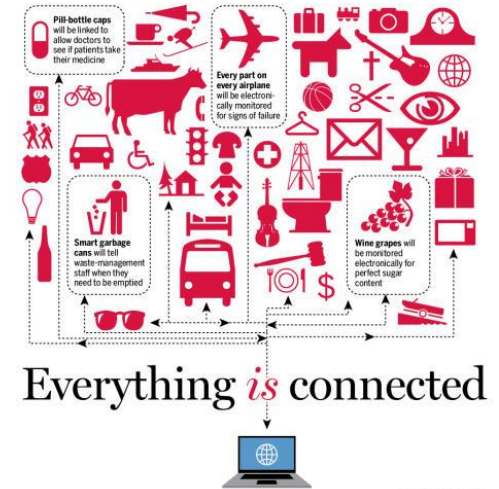 Pill-bottle caps
will be linked to
allow doctors to
see if patients take
their medicine
Every part on
every airplane
will be electroni-
cally monitored
for signs of failure
Smart garbage
cans will tell
waste-management
staff when they
need to be emptied
Wine grapes will
be monitored
electronically for
perfect sugar
content
$
Everything is connected